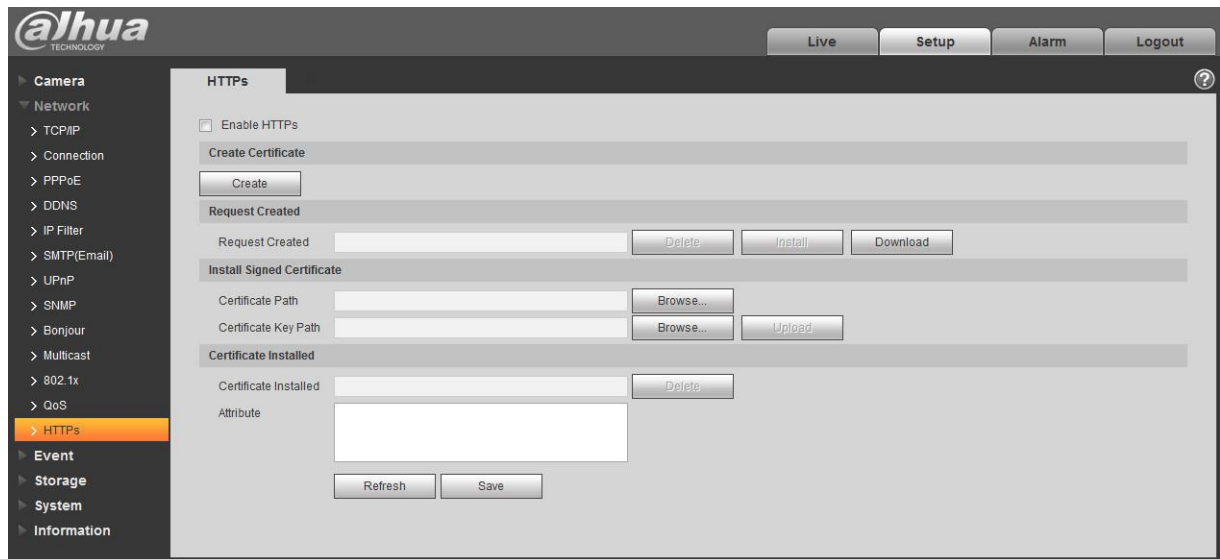 alhua
TECHNOLOGY
Live Setup Alarm Logout
Camera
Network
TCP/IP
Connection
PPPoE
DDNS
IP Filter
SMTP(Email)
UPnP
SNMP
Bonjour
Multicast
802.1x
QoS
HTTPs
Event
Storage
System
Information
HTTPs ?
Enable HTTPs
Create Certificate
Create
Request Created
Request Created Delete Install Download
Install Signed Certificate
Certificate Path Browse...
Certificate Key Path Browse... Upload
Certificate Installed
Certificate Installed Delete
Attribute
Refresh Save